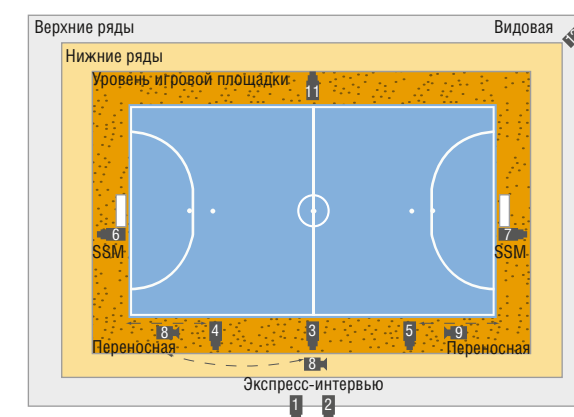 Верхние ряды
Видовая
Нижние ряды
Уровень игровой площадки
11
6
7
SSM
SSM
8
4
3
5
9
Переносная
Переносная
8
Экспресс-интервью
1
2